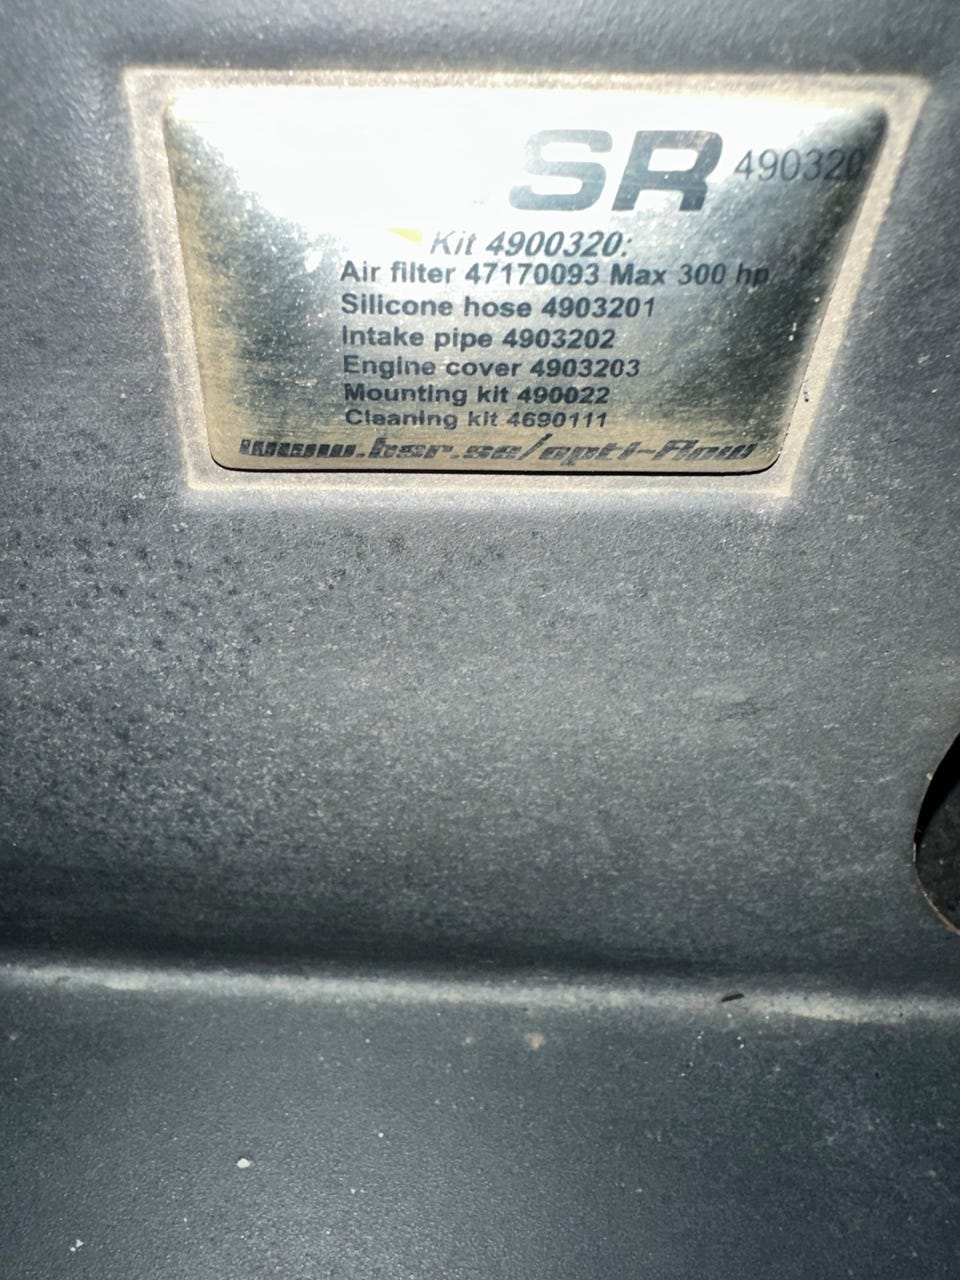 SR 490320
Kit 4900320:
Air filter 47170093 Max 300 hp
Silicone hose 4903201
Intake pipe 4903202
Engine cover 4903203
Mounting kit 490022
Cleaning kit 4690111
www.bsr.se/opti-flow